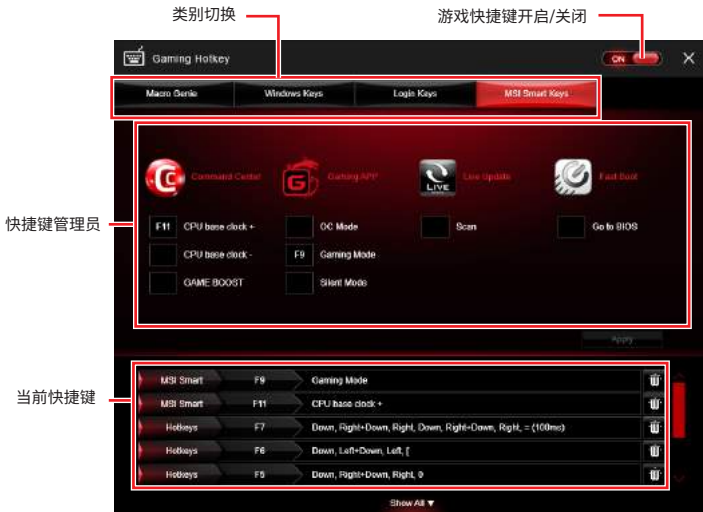 类别切换
游戏快捷键开启/关闭
Gaming Hotkey
ON
Macro Genie
Windows Keys
Login Keys
MSI Smart Keys
Command Center
Gaming APP
LIVE
Live Update
Fast Boot
快捷键管理员
F11 CPU base clock +
OC Mode
Scan
Go to BIOS
CPU base clock -
F9 Gaming Mode
GAME BOOST
Silent Mode
Apply
当前快捷键
MSI Smart F9 Gaming Mode
MSI Smart F11 CPU base clock +
Hotkeys F7 Down, Right+Down, Right, Down, Right+Down, Right, = (100ms)
Hotkeys F6 Down, Left+Down, Left, [
Hotkeys F5 Down, Right+Down, Right, 0
Show All ▼